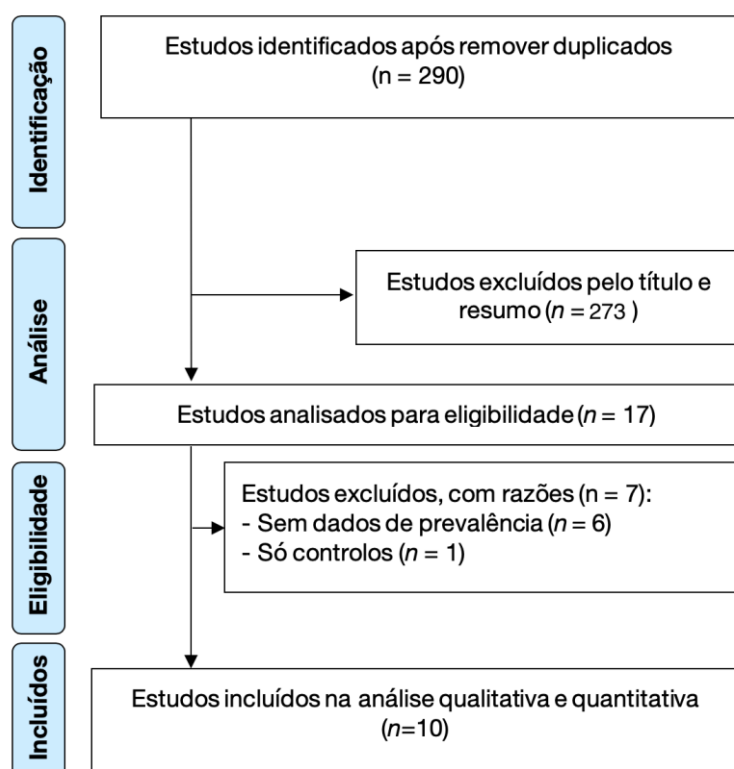 Identificação
Estudos identificados após remover duplicados
(n = 290)
Análise
Estudos excluídos pelo título e
resumo (n = 273 )
Estudos analisados para eligibilidade (n = 17)
Eligibilidade
Estudos excluídos, com razões (n = 7):
- Sem dados de prevalência (n = 6)
- Só controlos (n = 1)
Incluídos
Estudos incluídos na análise qualitativa e quantitativa
(n=10)